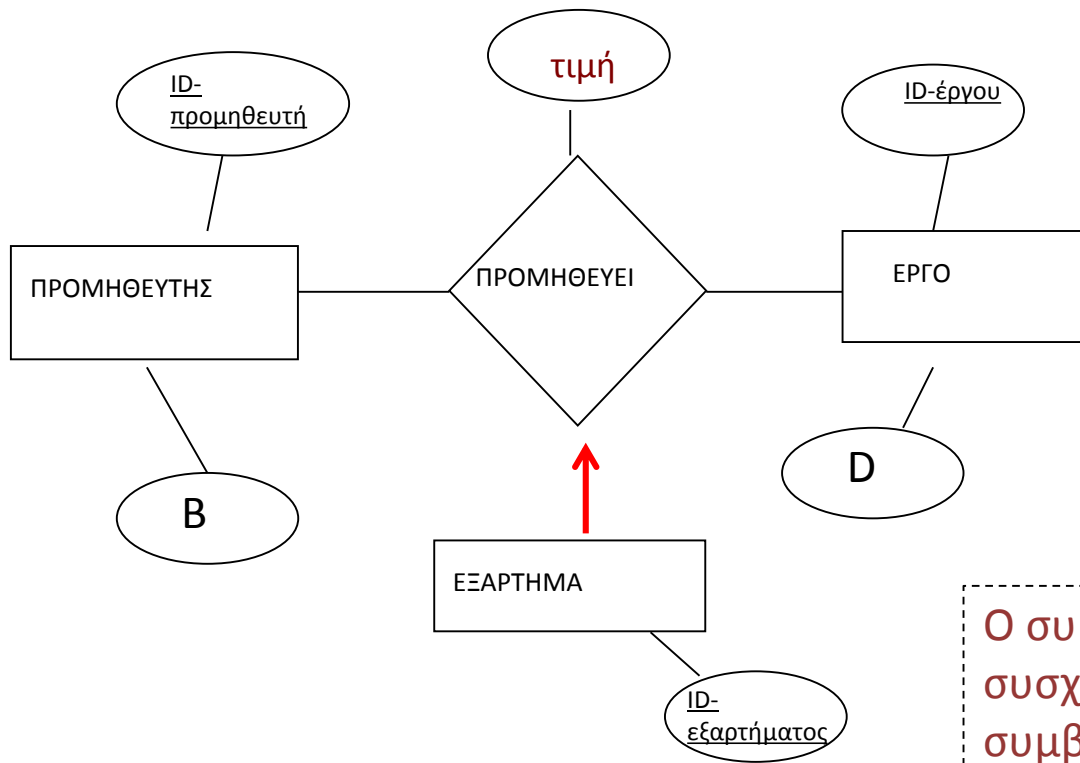 τιμή
ID-
προμηθευτή
ID-έργου
ΠΡΟΜΗΘΕΥΤΗΣ
ΠΡΟΜΗΘΕΥΕΙ
ΕΡΓΟ
B
D
ΕΞΑΡΤΗΜΑ
ID-
εξαρτήματος
Ο συ
συσχ
συμβ